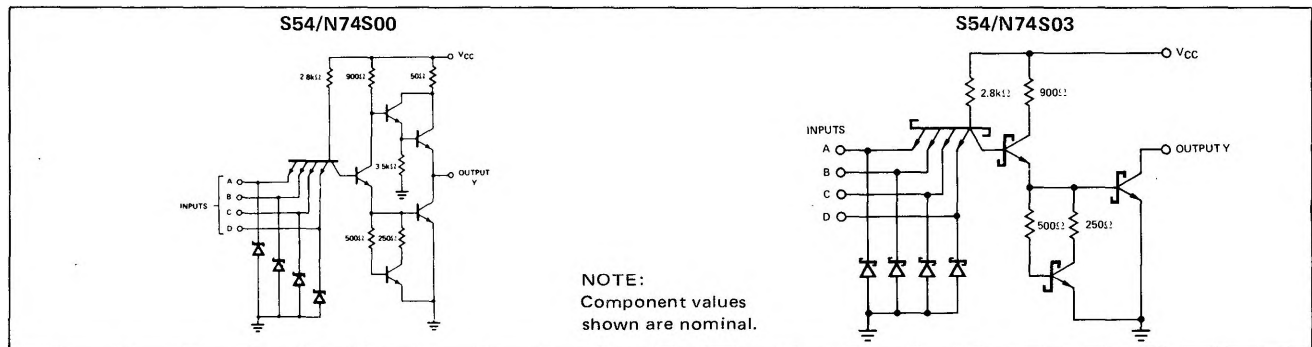 S54/N74S00
VCC
2.8kΩ
900Ω
50Ω
3.5kΩ
INPUTS
A
B
C
D
OUTPUT
Y
500Ω
250Ω
NOTE:
Component values
shown are nominal.
S54/N74S03
VCC
2.8kΩ
900Ω
INPUTS
A
B
C
D
OUTPUT Y
500Ω
250Ω